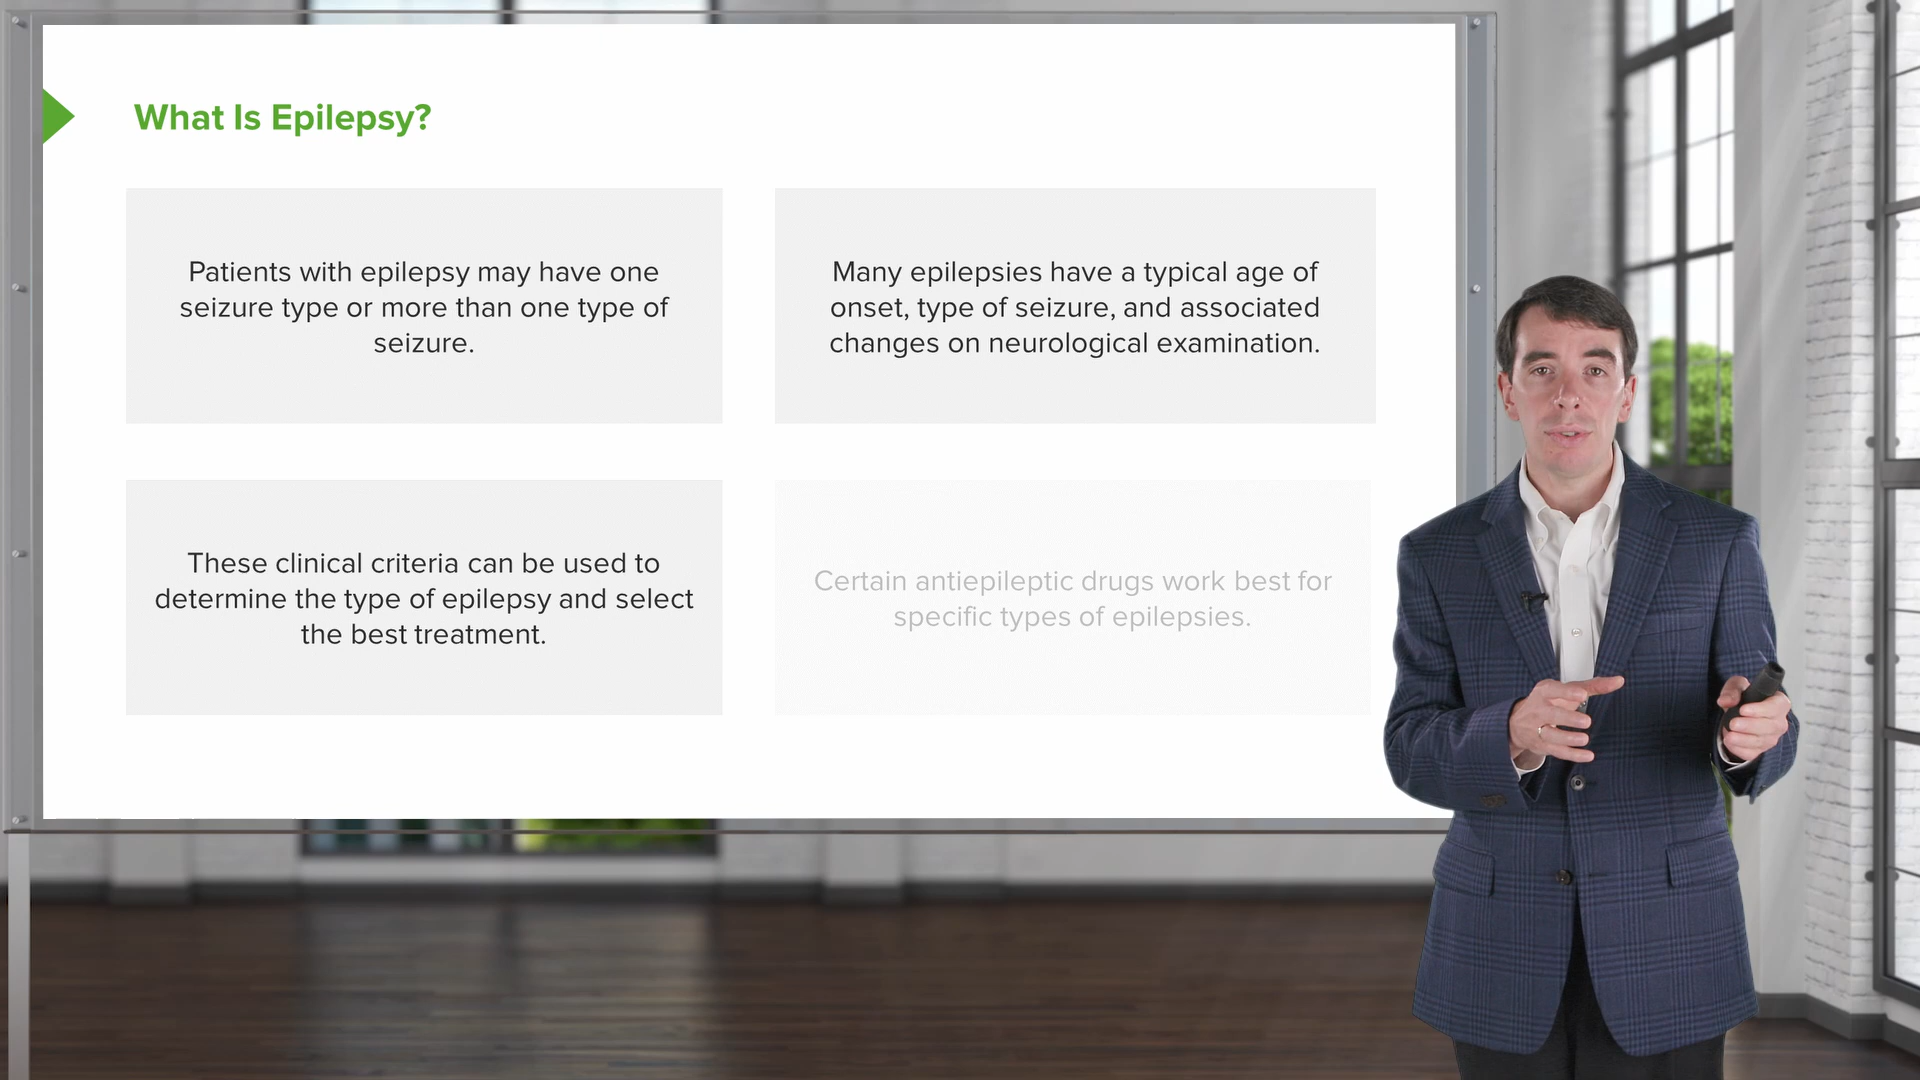 What Is Epilepsy?
Patients with epilepsy may have one
seizure type or more than one type of
seizure.
Many epilepsies have a typical age of
onset, type of seizure, and associated
changes on neurological examination.
These clinical criteria can be used to
determine the type of epilepsy and select
the best treatment.
Certain antiepileptic drugs work best for
specific types of epilepsies.